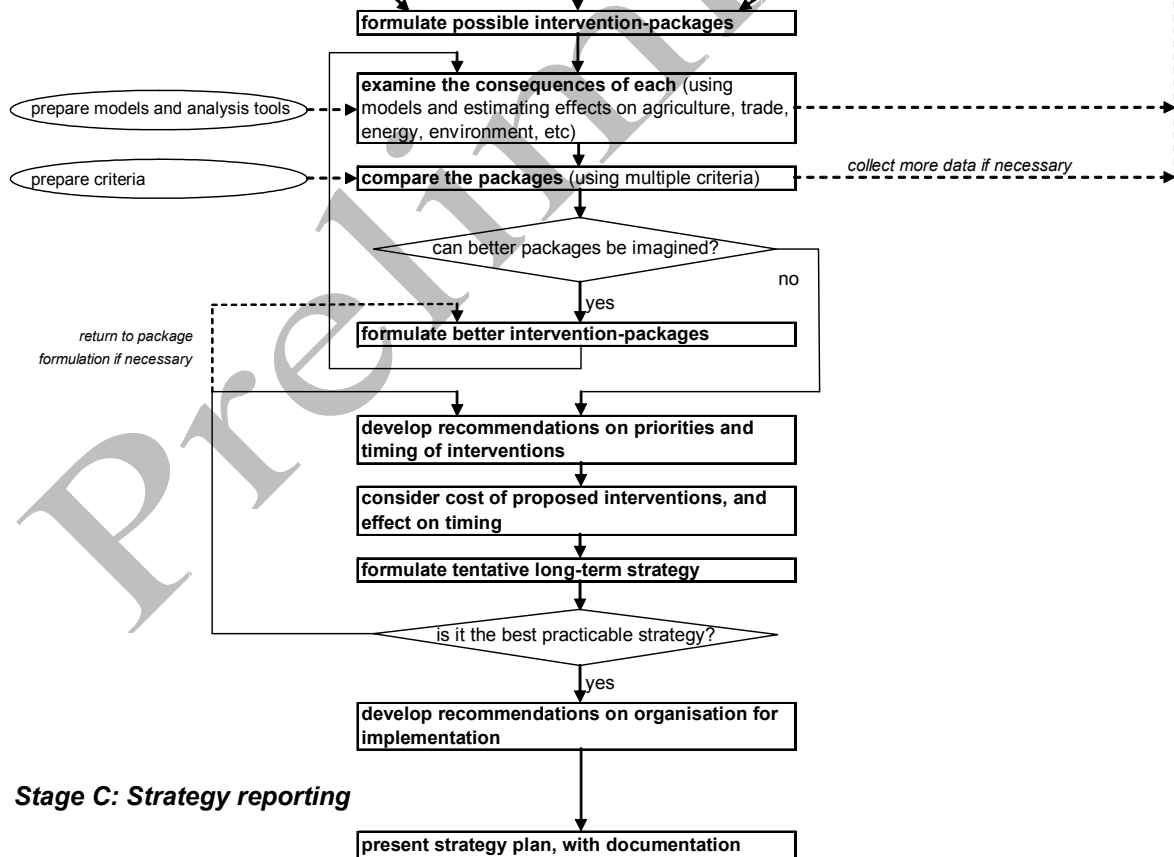 formulate possible intervention-packages
examine the consequences of each (using
models and estimating effects on agriculture, trade,
energy, environment, etc)
prepare models and analysis tools
prepare criteria
compare the packages (using multiple criteria)
collect more data if necessary
can better packages be imagined?
no
yes
return to package
formulation if necessary
formulate better intervention-packages
develop recommendations on priorities and
timing of interventions
consider cost of proposed interventions, and
effect on timing
formulate tentative long-term strategy
is it the best practicable strategy?
yes
develop recommendations on organisation for
implementation
Stage C: Strategy reporting
present strategy plan, with documentation
Prelim